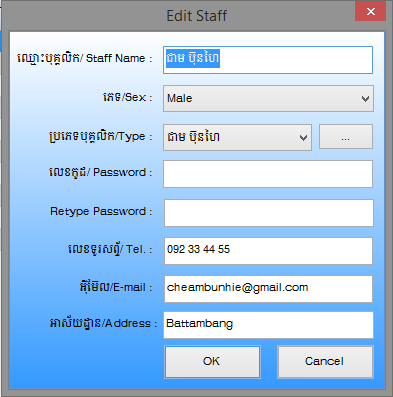 Edit Staff
ឈ្មោះបុគ្គលិក/ Staff Name : ជាម ប៊ុនហៃ
ភេទ/Sex : Male
ប្រភេទបុគ្គលិក/Type : ជាម ប៊ុនហៃ ...
លេខកូដ/ Password :
Retype Password :
លេខទូរសព្ទ័/ Tel. : 092 33 44 55
អ៊ីម៉ែល/E-mail : cheambunhie@gmail.com
អាស័យដ្ឋាន/Address : Battambang
OK Cancel